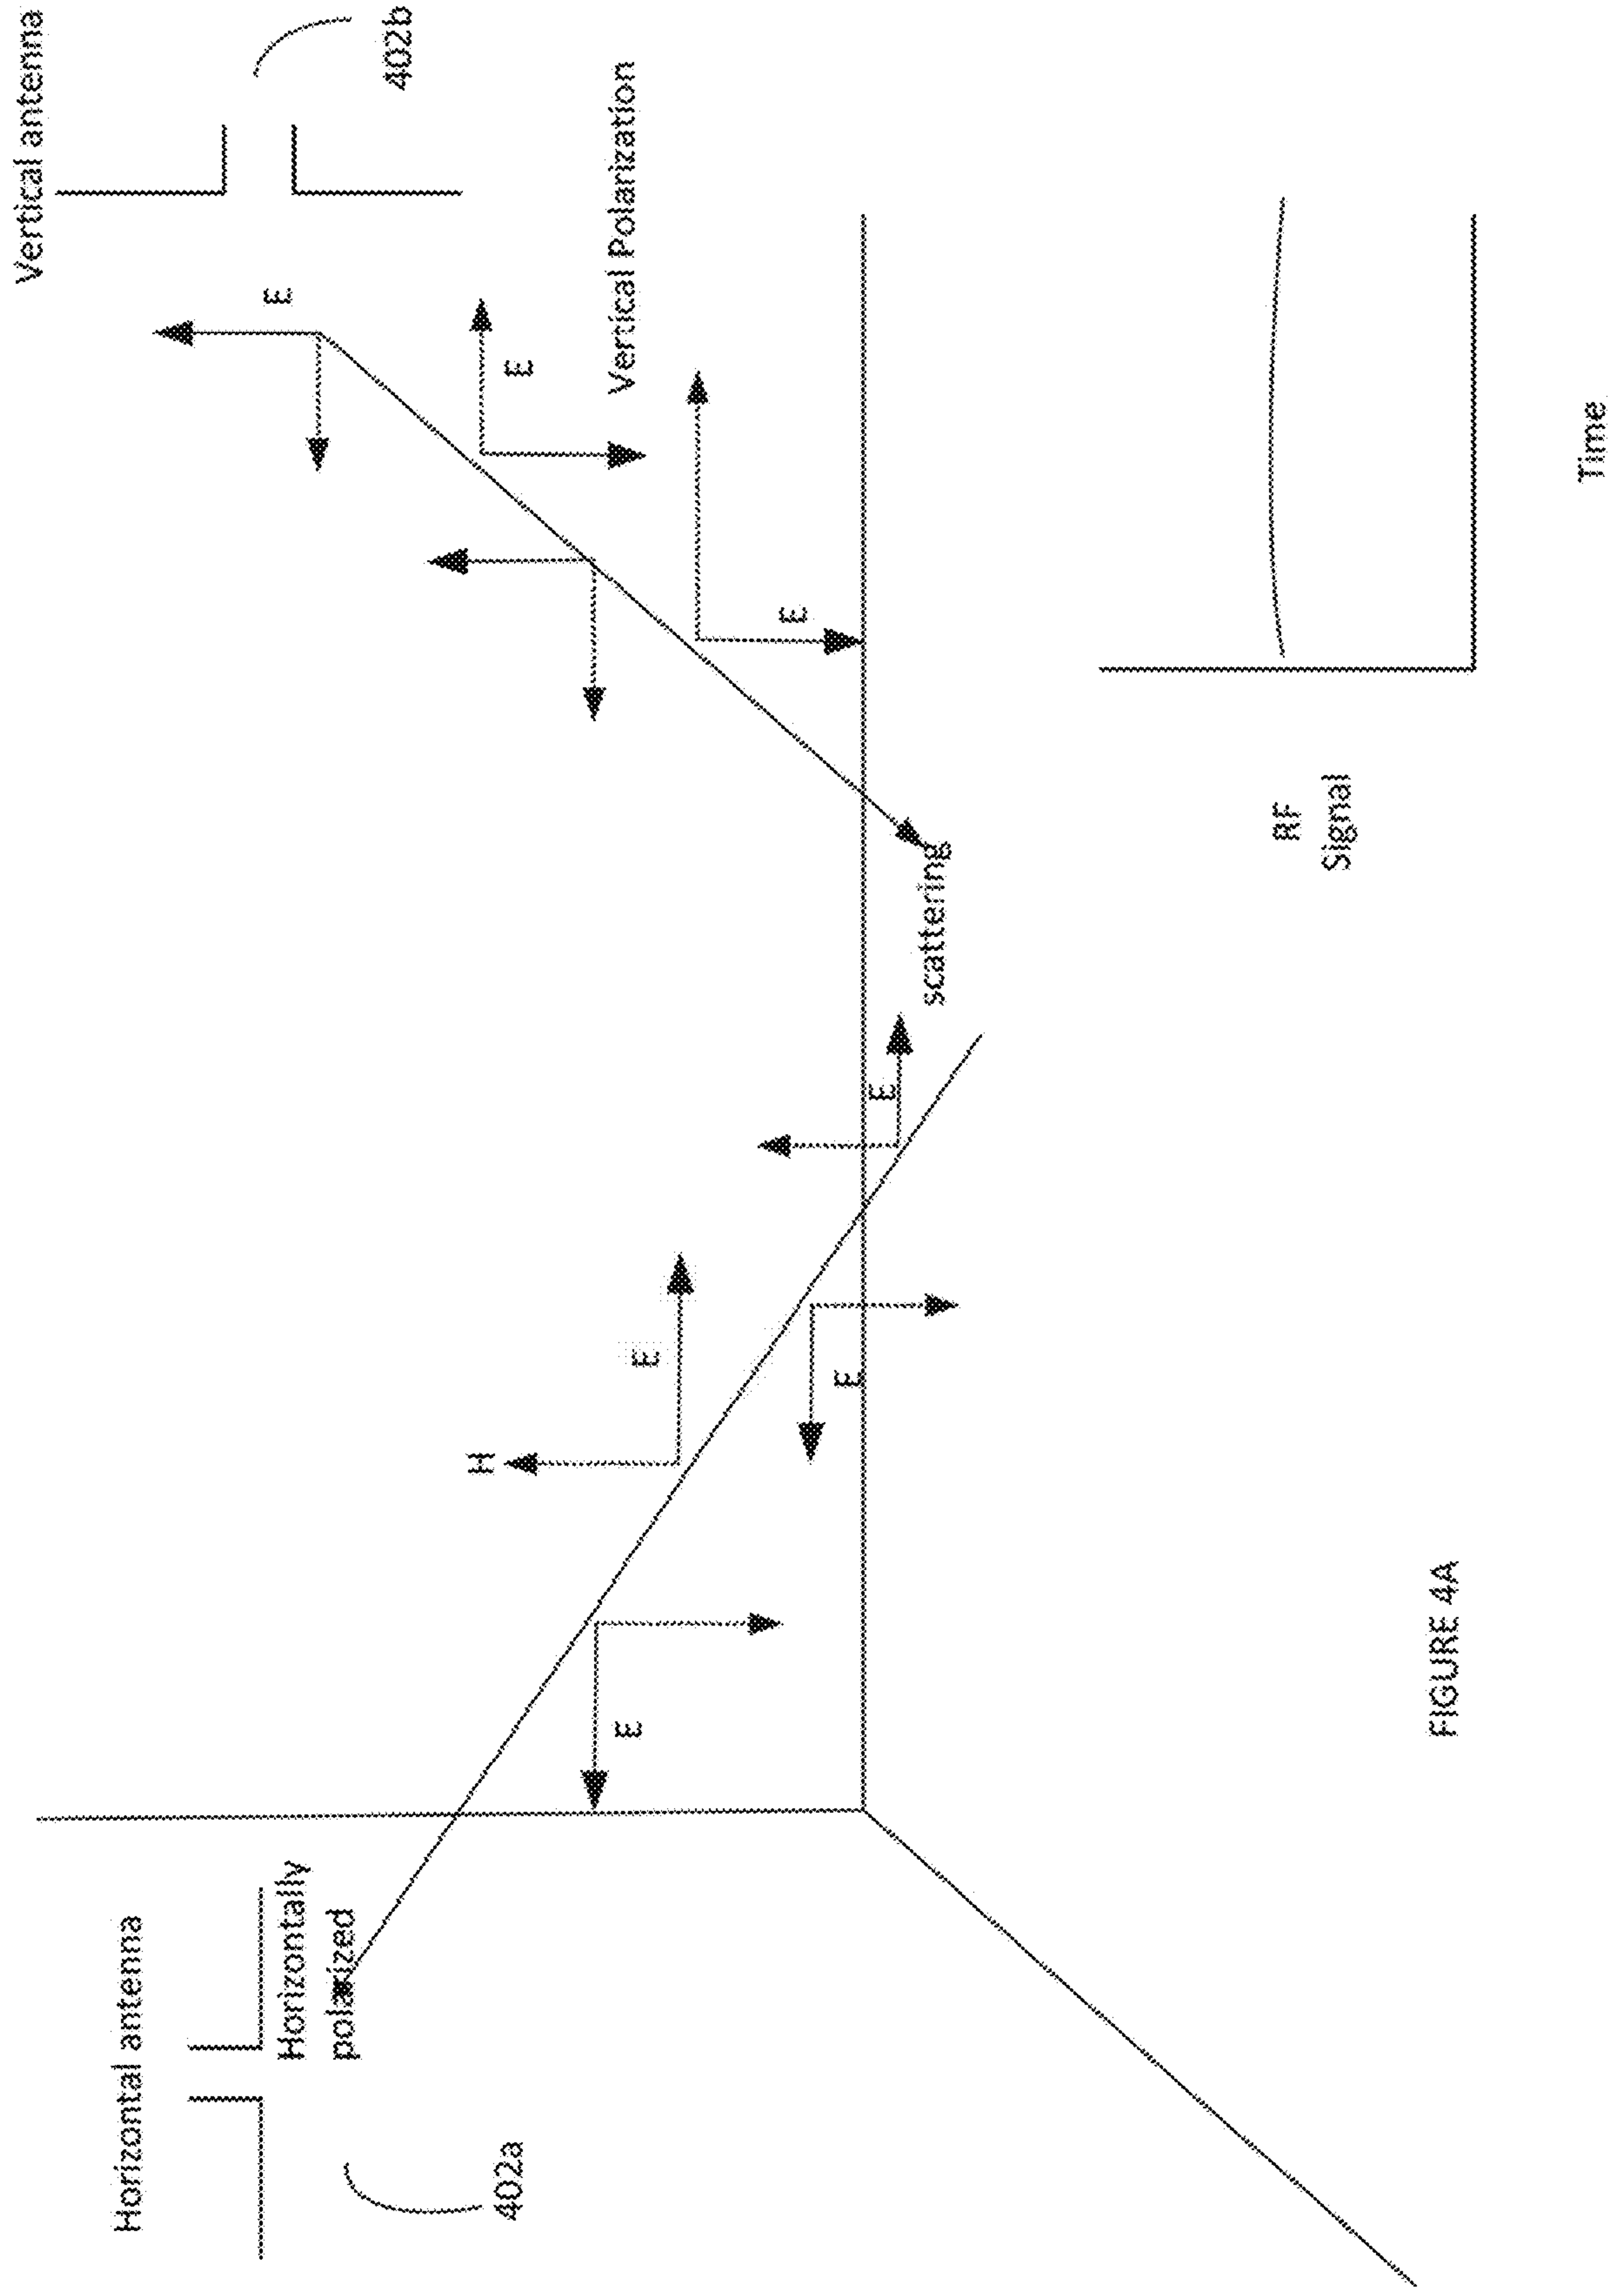 Horizontal antenna
402a
Horizontally
polarized
E
H
E
E
E
scattering
Vertical antenna
402b
E
E
Vertical Polarization
E
RF
Signal
Time
FIGURE 4A